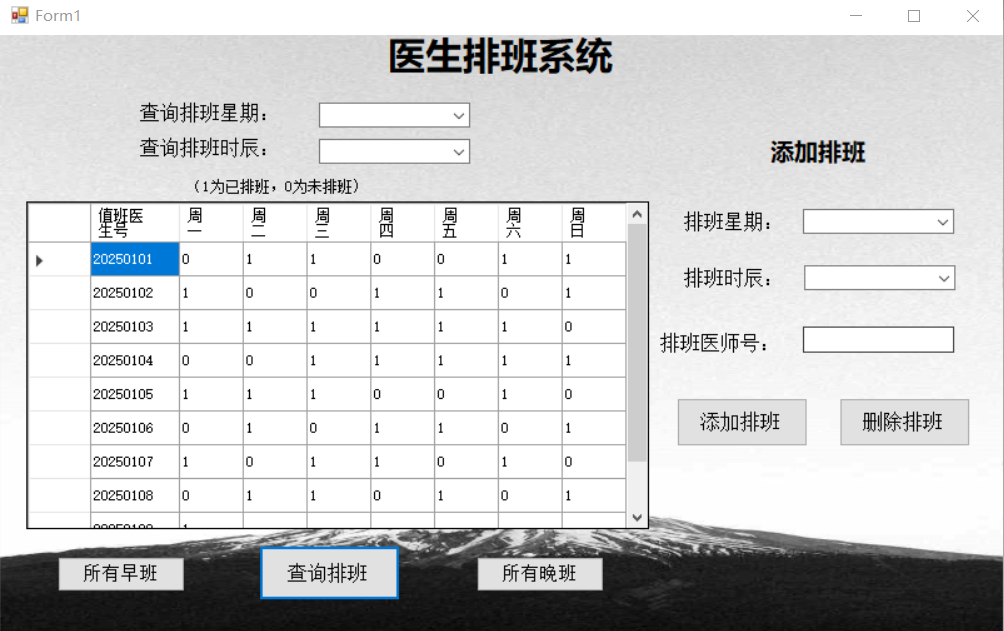 Form1
医生排班系统
查询排班星期：
查询排班时辰：
（1为已排班，0为未排班）
值班医生号 周一 周二 周三 周四 周五 周六 周日
20250101 0 1 1 0 0 1 1
20250102 1 0 0 1 1 0 1
20250103 1 1 1 1 1 1 0
20250104 0 0 1 1 1 1 1
20250105 1 1 1 0 0 1 0
20250106 0 1 0 1 1 0 1
20250107 1 0 1 1 0 1 0
20250108 0 1 1 0 1 0 1
添加排班
排班星期：
排班时辰：
排班医师号：
添加排班 删除排班
所有早班 查询排班 所有晚班